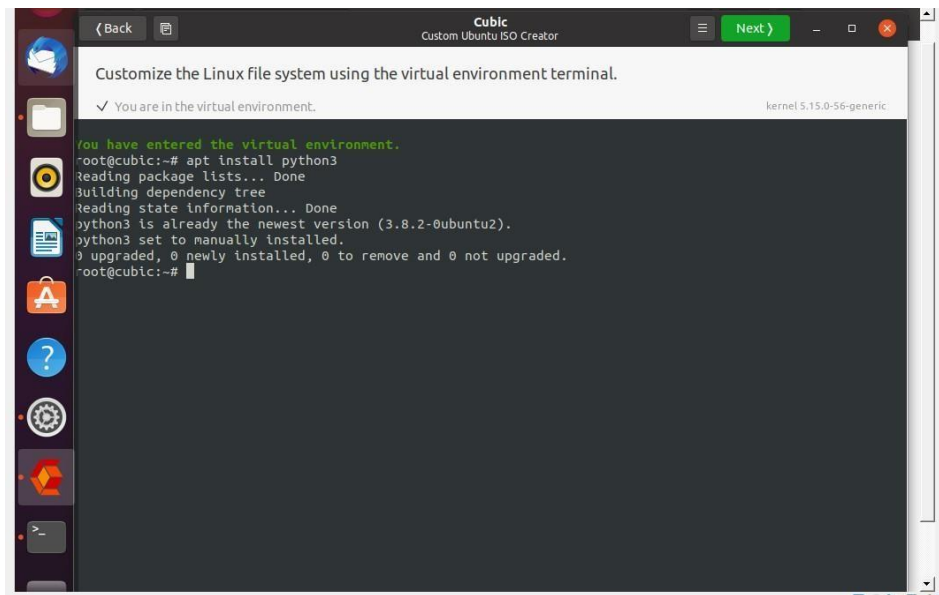 Back
Cubic
Custom Ubuntu ISO Creator
Next
Customize the Linux file system using the virtual environment terminal.
✓ You are in the virtual environment.
kernel 5.15.0-56-generic
You have entered the virtual environment.
root@cubic:~# apt install python3
Reading package lists... Done
Building dependency tree
Reading state information... Done
python3 is already the newest version (3.8.2-0ubuntu2).
python3 set to manually installed.
0 upgraded, 0 newly installed, 0 to remove and 0 not upgraded.
root@cubic:~#